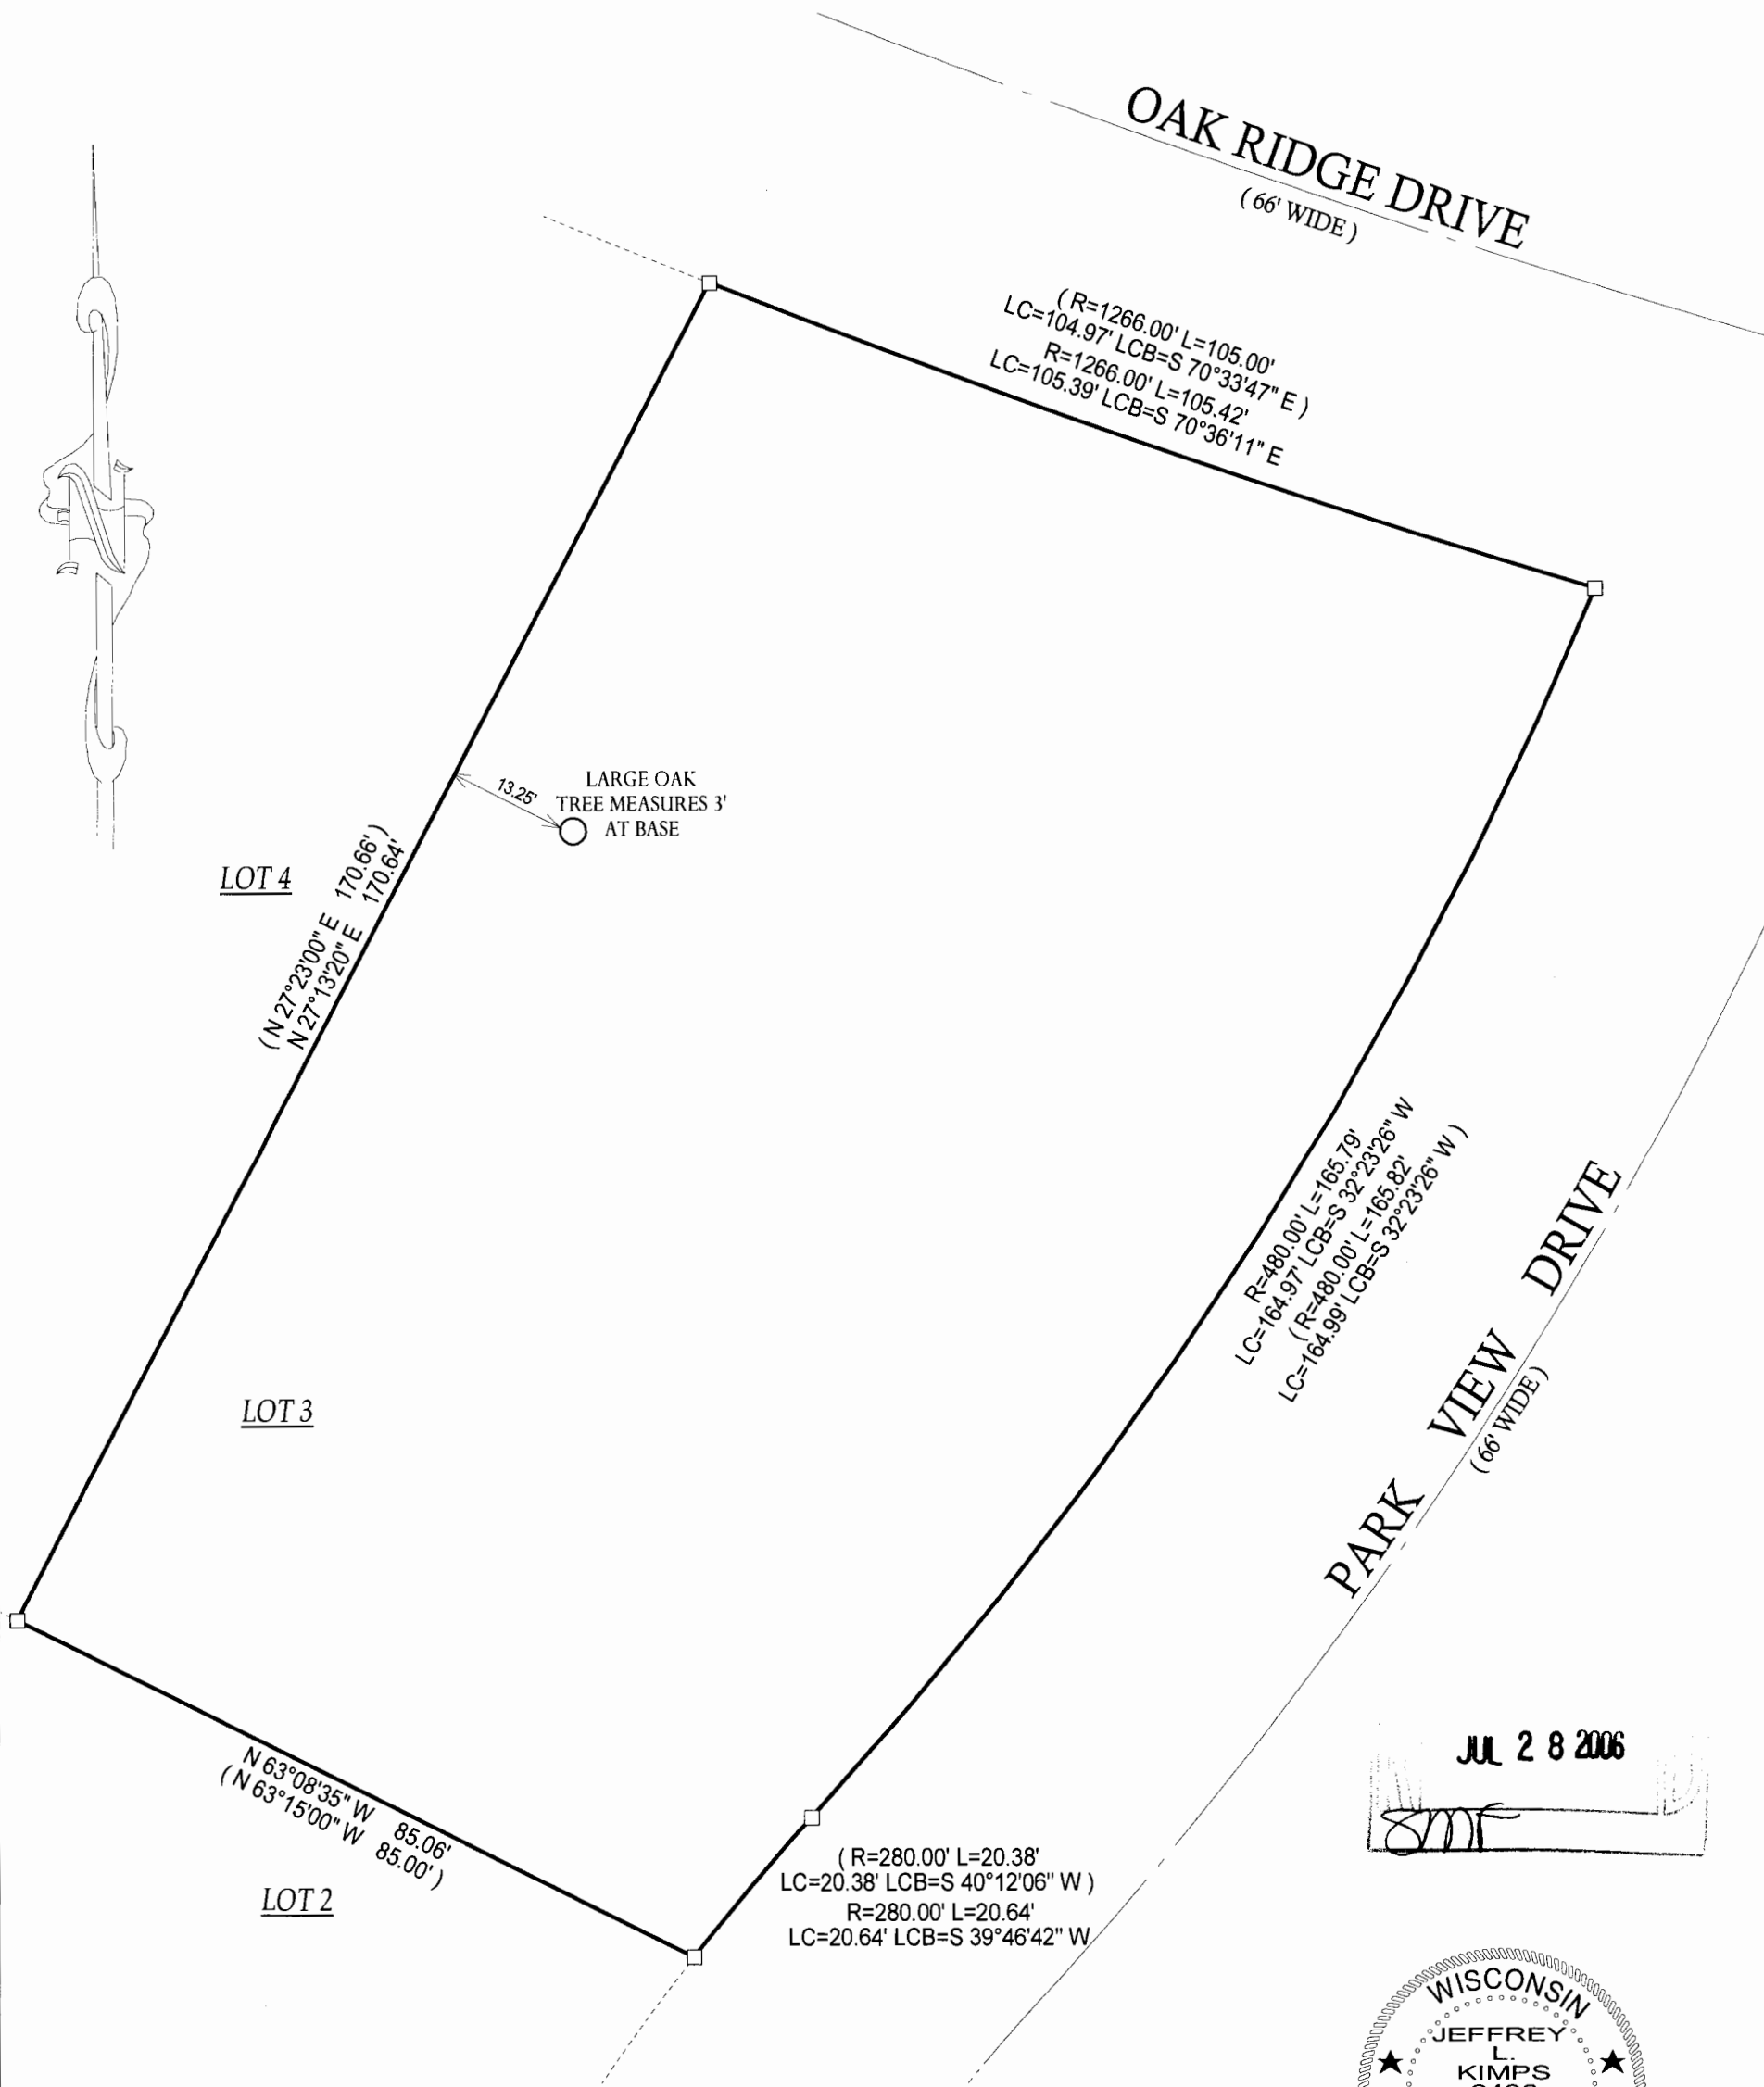 OAK RIDGE DRIVE
( 66' WIDE )
( R=1266.00' L=105.00'
LC=104.97' LCB=S 70°33'47" E )
R=1266.00' L=105.42'
LC=105.39' LCB=S 70°36'11" E
N
LARGE OAK
TREE MEASURES 3'
AT BASE
13.25'
LOT 4
( N 27°23'00" E 170.66' )
N 27°13'20" E 170.64'
R=480.00' L=165.79'
LC=164.97' LCB=S 32°23'26" W
( R=480.00' L=165.82'
LC=164.99' LCB=S 32°23'26" W )
PARK VIEW DRIVE
( 66' WIDE )
LOT 3
N 63°08'35" W 85.06'
( N 63°15'00" W 85.00' )
LOT 2
( R=280.00' L=20.38'
LC=20.38' LCB=S 40°12'06" W )
R=280.00' L=20.64'
LC=20.64' LCB=S 39°46'42" W
JUL 28 2006
WISCONSIN
JEFFREY
L.
KIMPS